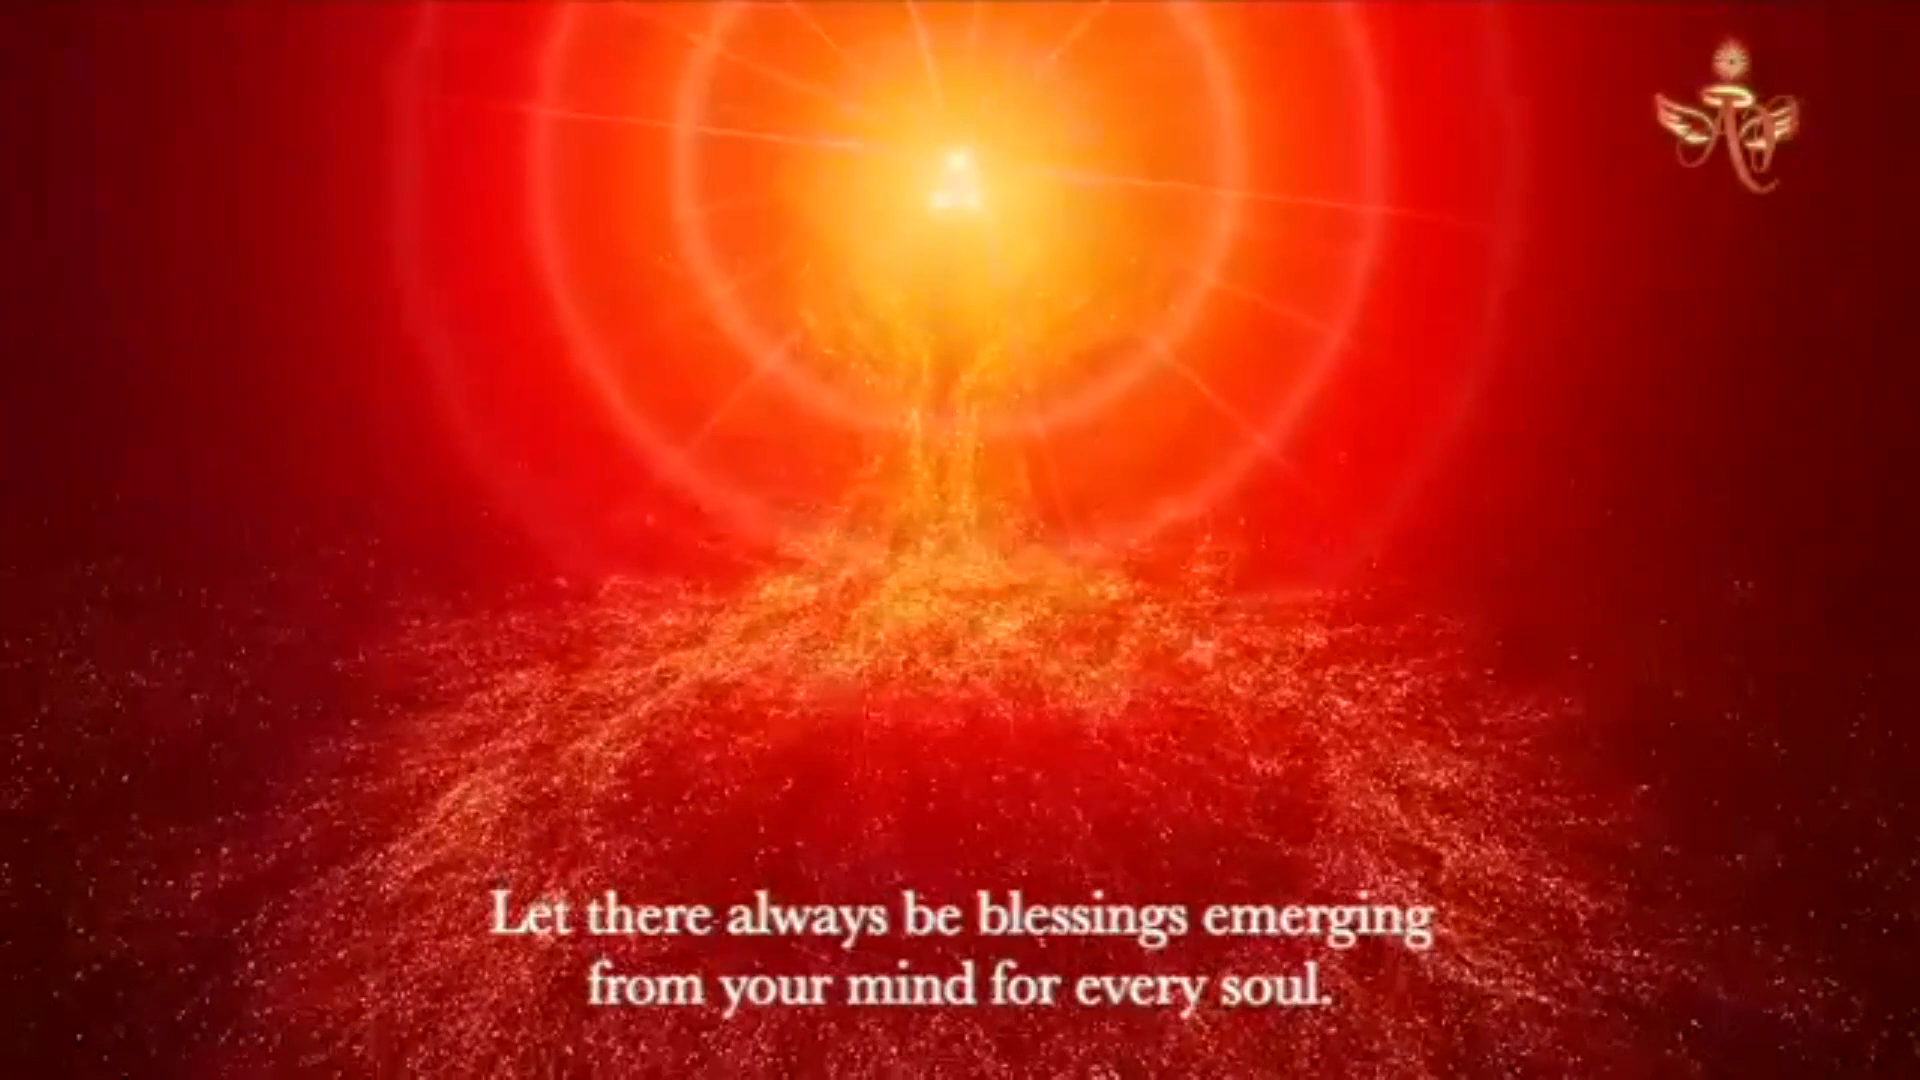 Let there always be blessings emerging
from your mind for every soul.